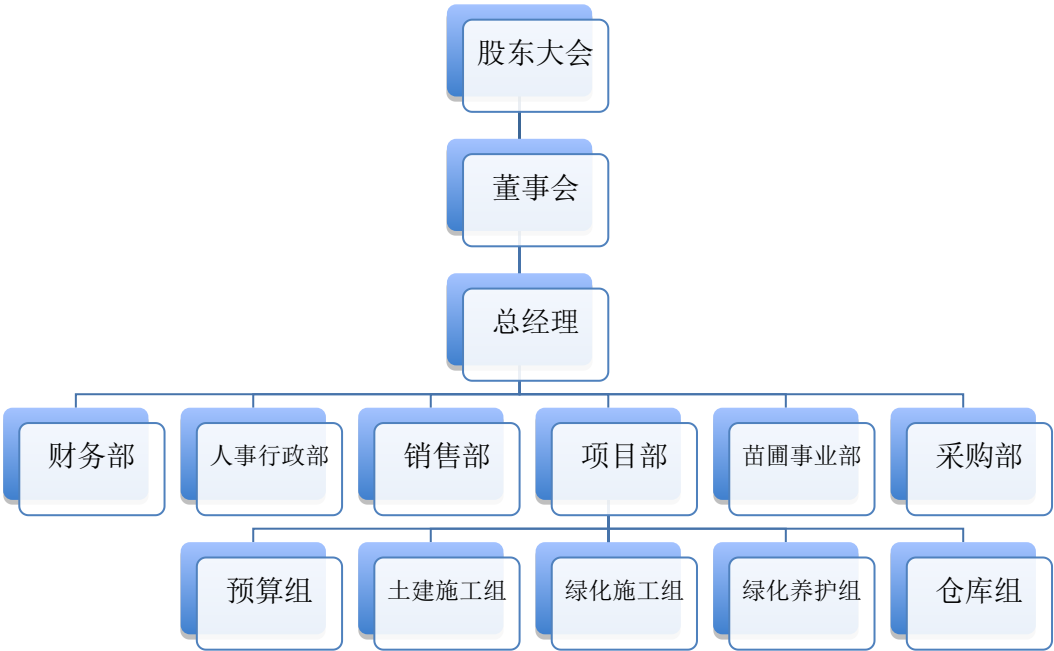 股东大会
董事会
总经理
财务部
人事行政部
销售部
项目部
苗圃事业部
采购部
预算组
土建施工组
绿化施工组
绿化养护组
仓库组